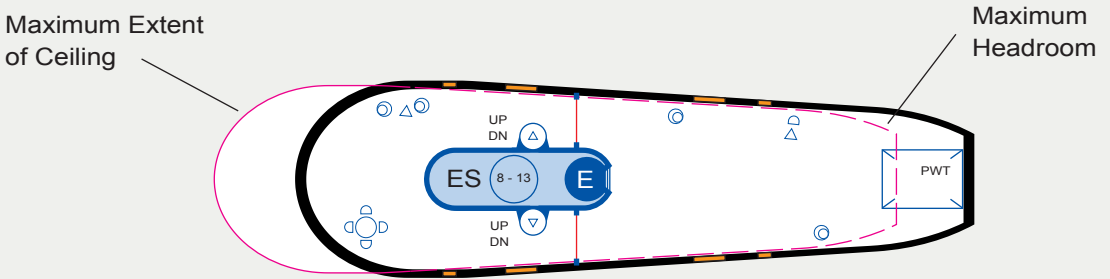 Maximum Extent
of Ceiling
Maximum
Headroom
UP
DN
ES
8 - 13
E
PWT
UP
DN